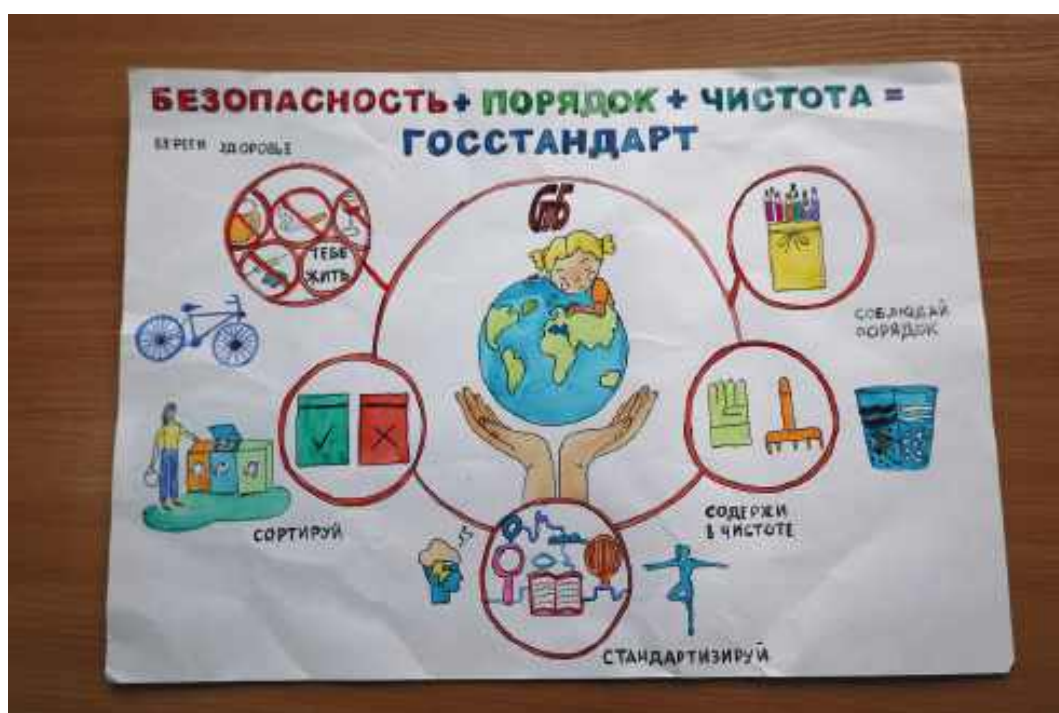 БЕЗОПАСНОСТЬ + ПОРЯДОК + ЧИСТОТА =
ГОССТАНДАРТ
БЕРЕГИ ЗДОРОВЬЕ
ТЕБЕ
ЖИТЬ
СОБЛЮДАЙ
ПОРЯДОК
СОРТИРУЙ
СОДЕРЖИ
В ЧИСТОТЕ
СТАНДАРТИЗИРУЙ